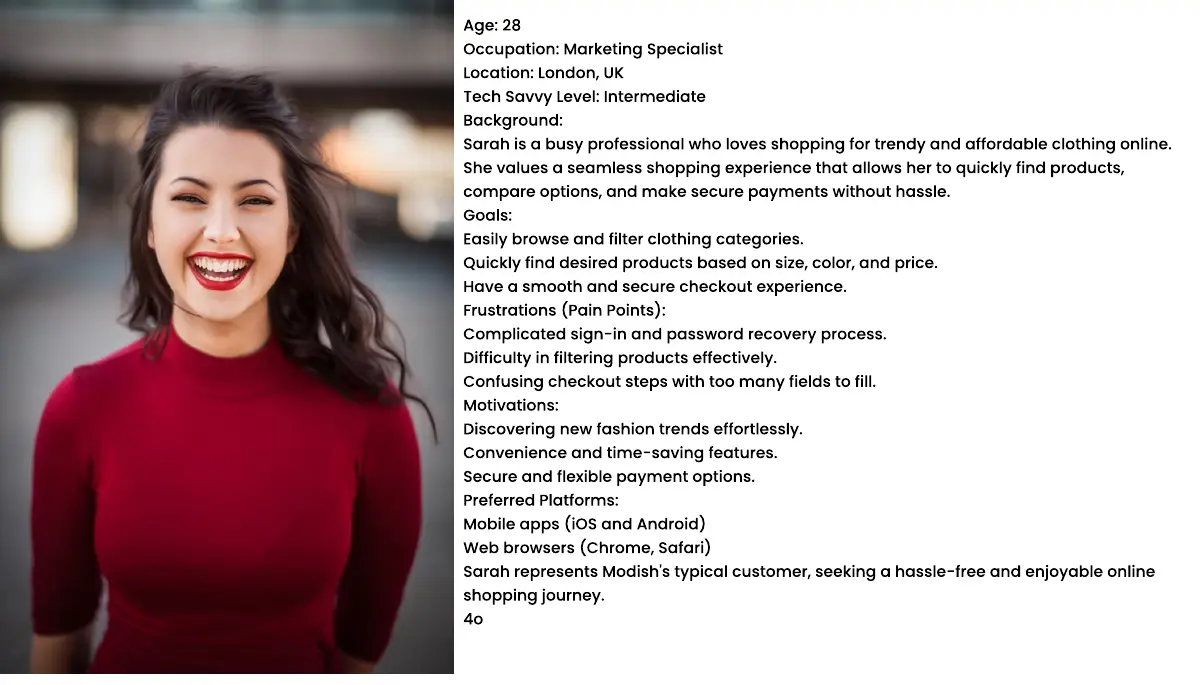 Age: 28
Occupation: Marketing Specialist
Location: London, UK
Tech Savvy Level: Intermediate
Background:
Sarah is a busy professional who loves shopping for trendy and affordable clothing online.
She values a seamless shopping experience that allows her to quickly find products,
compare options, and make secure payments without hassle.
Goals:
Easily browse and filter clothing categories.
Quickly find desired products based on size, color, and price.
Have a smooth and secure checkout experience.
Frustrations (Pain Points):
Complicated sign-in and password recovery process.
Difficulty in filtering products effectively.
Confusing checkout steps with too many fields to fill.
Motivations:
Discovering new fashion trends effortlessly.
Convenience and time-saving features.
Secure and flexible payment options.
Preferred Platforms:
Mobile apps (iOS and Android)
Web browsers (Chrome, Safari)
Sarah represents Modish's typical customer, seeking a hassle-free and enjoyable online
shopping journey.
4o